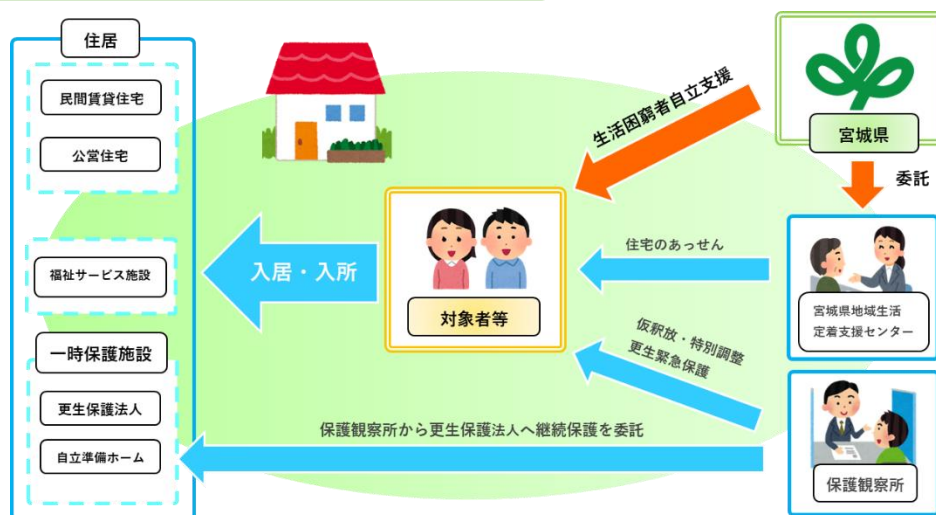 住居
民間賃貸住宅
公営住宅
福祉サービス施設
一時保護施設
更生保護法人
自立準備ホーム
入居・入所
対象者等
生活困窮者自立支援
宮城県
委託
住宅のあっせん
宮城県地域生活
定着支援センター
仮釈放・特別調整
更生緊急保護
保護観察所から更生保護法人へ継続保護を委託
保護観察所